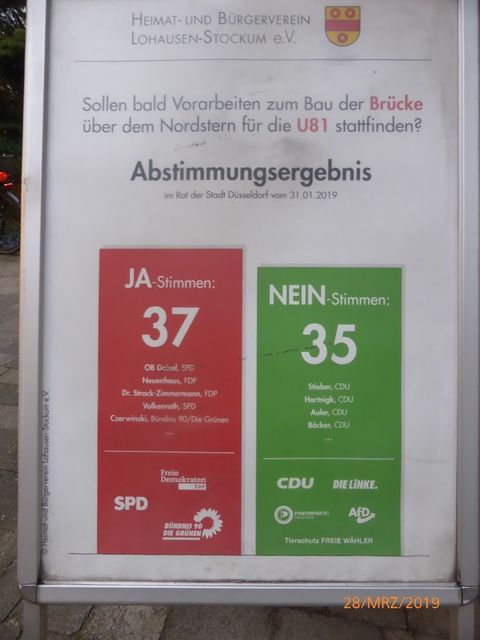 Heimat- und Bürgerverein
Lohausen-Stockum e.V.
Sollen bald Vorarbeiten zum Bau der Brücke
über dem Nordstern für die U81 stattfinden?
Abstimmungsergebnis
im Rat der Stadt Düsseldorf vom 31.01.2019
JA-Stimmen:
37
OB Geisel, SPD
Neuenhaus, FDP
Dr. Strack-Zimmermann, FDP
Volkenrath, SPD
Czerwinski, Bündnis 90/Die Grünen
...
Freie
Demokraten
FDP
SPD
BÜNDNIS 90
DIE GRÜNEN
NEIN-Stimmen:
35
Stieber, CDU
Hartnigk, CDU
Auler, CDU
Böcker, CDU
...
CDU
DIE LINKE.
PIRATENPARTEI
AfD
Tierschutz FREIE WÄHLER
© Heimat-und Bürgerverein Lohausen Stockum e.V.
28/MRZ/2019